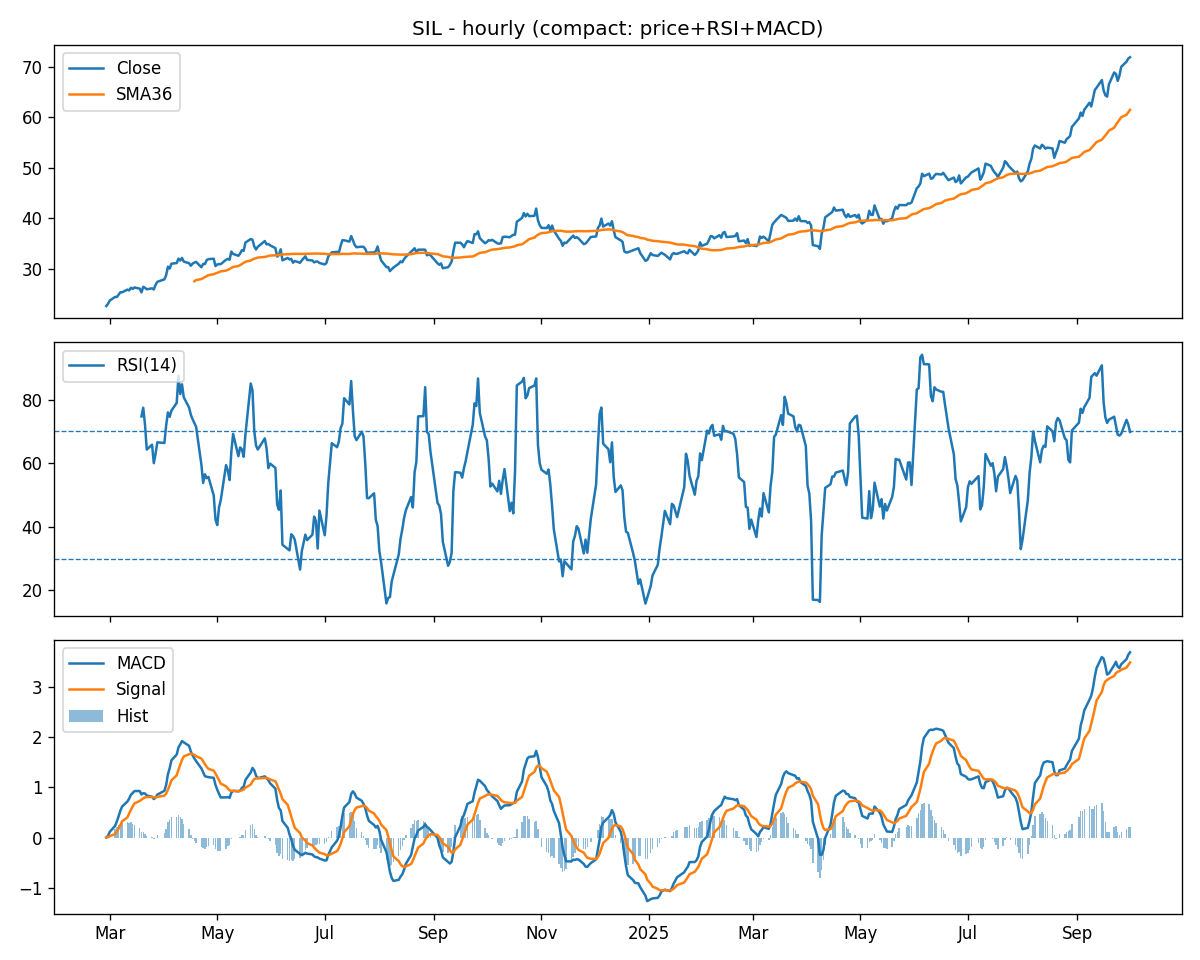 SIL - hourly (compact: price+RSI+MACD)
Close
SMA36
70
60
50
40
30
RSI(14)
80
60
40
20
MACD
Signal
Hist
3
2
1
0
−1
Mar May Jul Sep Nov 2025 Mar May Jul Sep